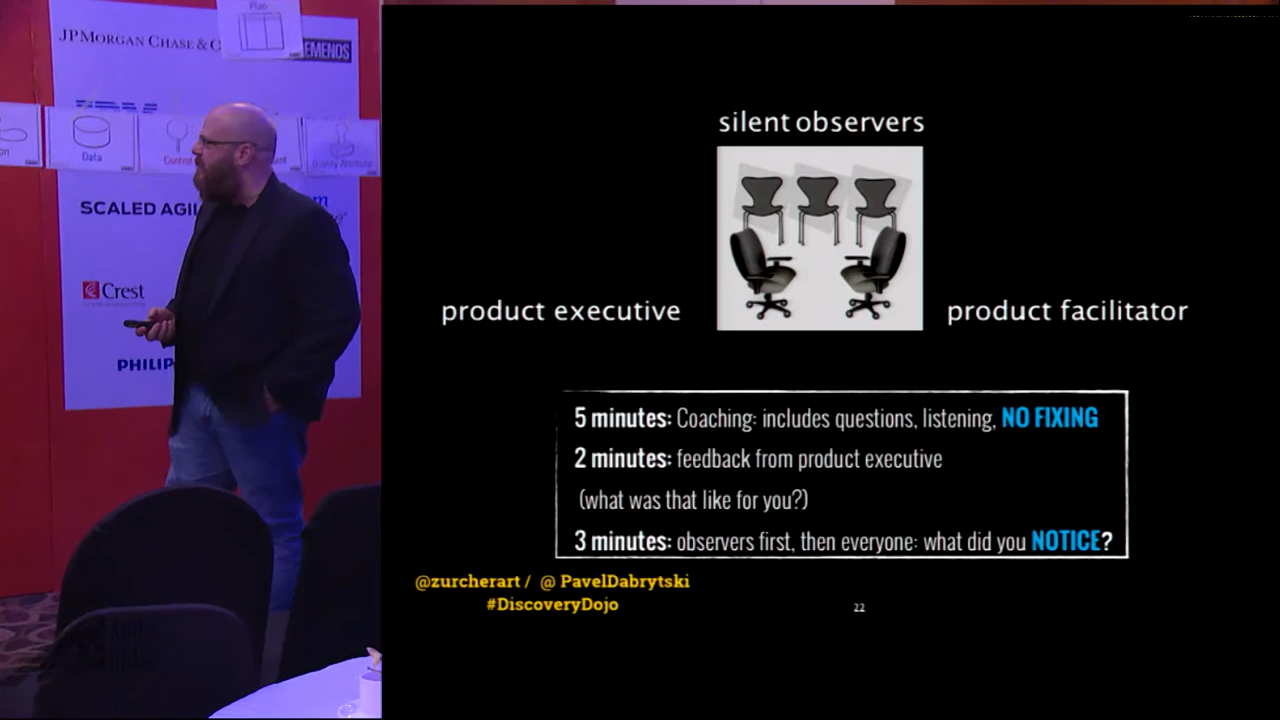 Plan
JPMORGAN CHASE & C
EMENOS
Data
Control
Quality Attribute
SCALED AGIL
Crest
PHILIP
silent observers
product executive
product facilitator
5 minutes: Coaching: includes questions, listening, NO FIXING
2 minutes: feedback from product executive
(what was that like for you?)
3 minutes: observers first, then everyone: what did you NOTICE?
@zurcherart / @ PavelDabrytski
#DiscoveryDojo
22